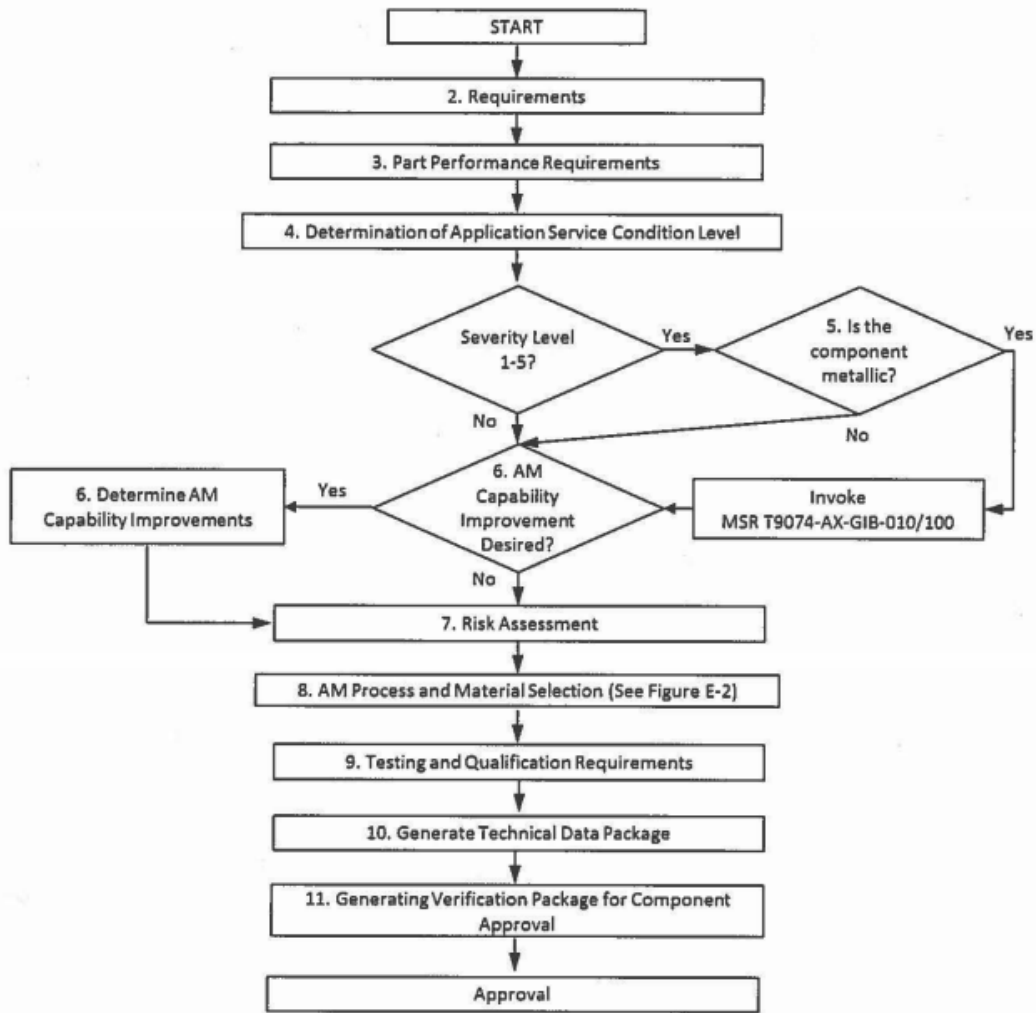 START
2. Requirements
3. Part Performance Requirements
4. Determination of Application Service Condition Level
Severity Level
1-5?
Yes
5. Is the
component
metallic?
Yes
No
No
6. Determine AM
Capability Improvements
Yes
6. AM
Capability
Improvement
Desired?
Invoke
MSR T9074-AX-GIB-010/100
No
7. Risk Assessment
8. AM Process and Material Selection (See Figure E-2)
9. Testing and Qualification Requirements
10. Generate Technical Data Package
11. Generating Verification Package for Component
Approval
Approval